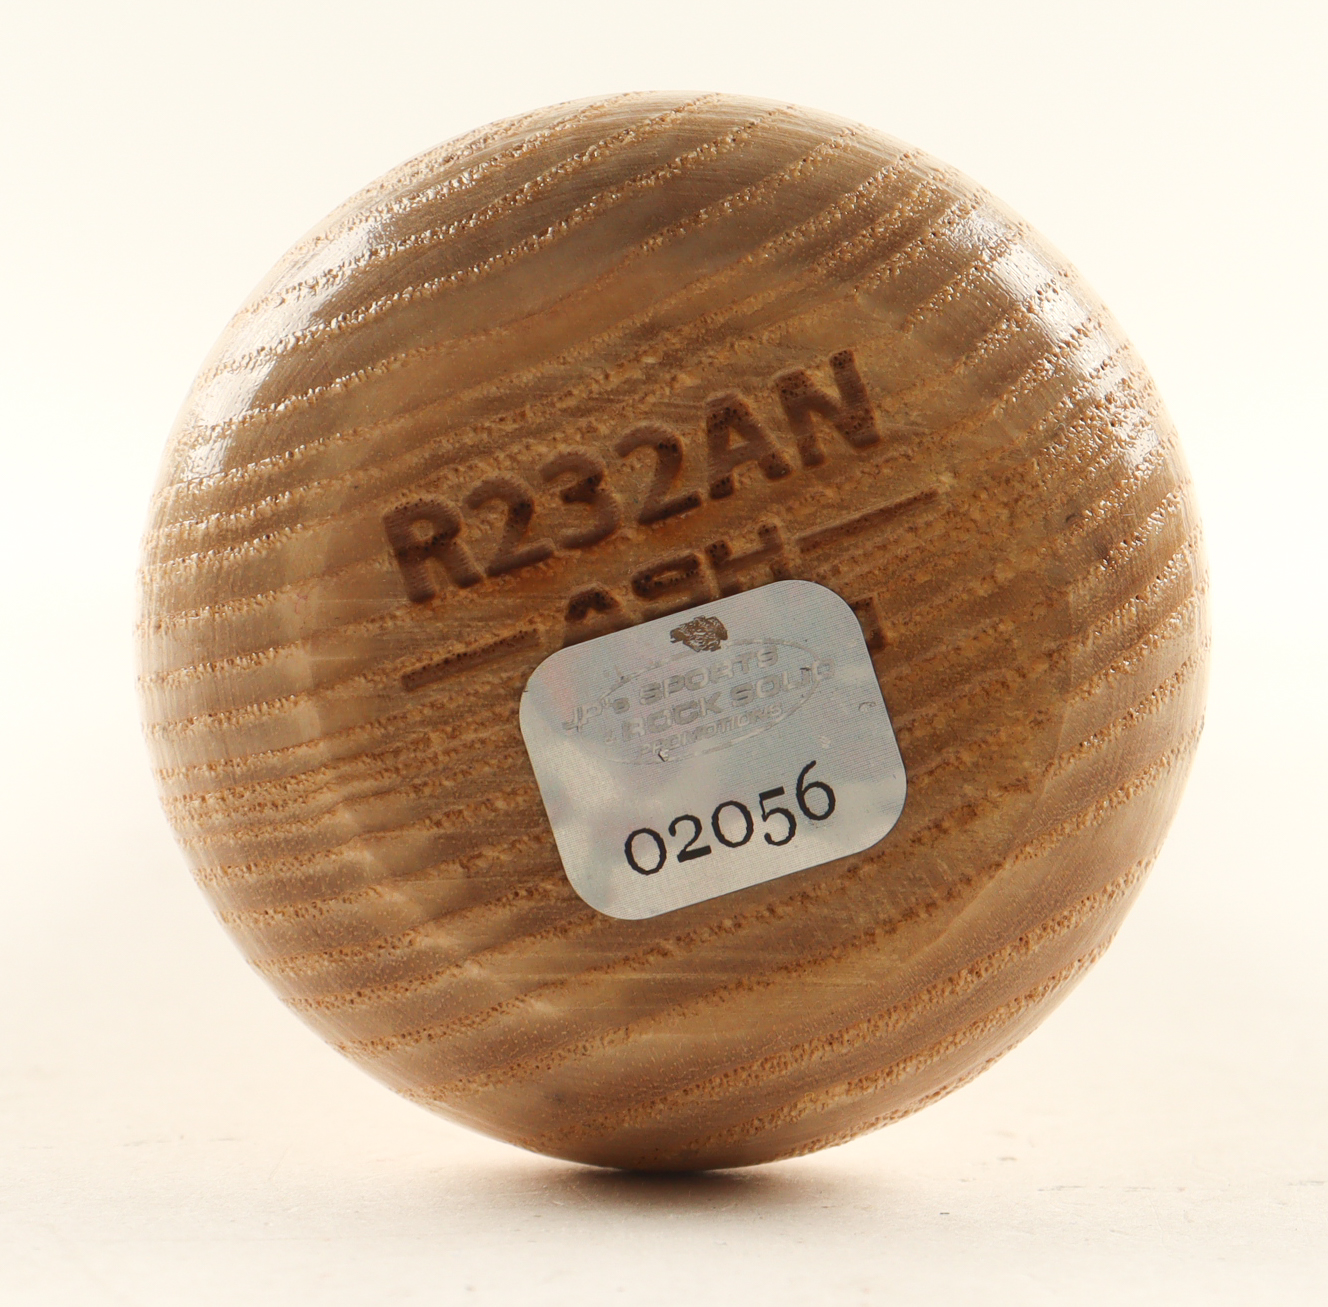 R232AN
ASH
JP's SPORTS
& ROCK SOLID
PROMOTIONS
02056